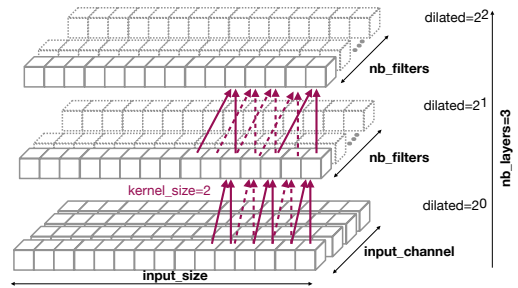 dilated=2²
nb_filters
dilated=2¹
nb_layers=3
nb_filters
kernel_size=2
dilated=2⁰
input_channel
input_size